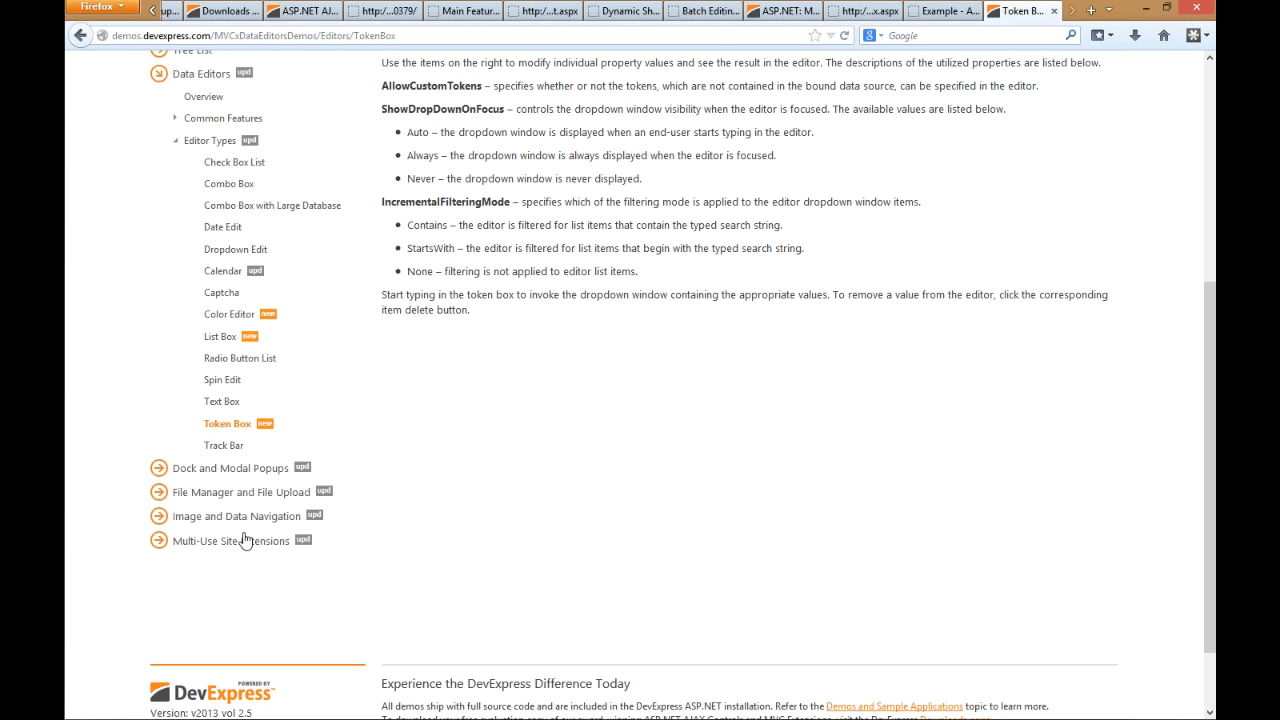 Firefox
up...
Downloads ...
ASP.NET AJ...
http:/...0379/
Main Featur...
http:/...t.aspx
Dynamic Sh...
Batch Editin...
ASP.NET: M...
http:/...x.aspx
Example - A...
Token B...
demos.devexpress.com/MVCxDataEditorsDemos/Editors/TokenBox
Google
Tree List
Data Editors upd
Overview
Common Features
Editor Types upd
Check Box List
Combo Box
Combo Box with Large Database
Date Edit
Dropdown Edit
Calendar upd
Captcha
Color Editor new
List Box new
Radio Button List
Spin Edit
Text Box
Token Box new
Track Bar
Dock and Modal Popups upd
File Manager and File Upload upd
Image and Data Navigation upd
Multi-Use Site Extensions upd
Use the items on the right to modify individual property values and see the result in the editor. The descriptions of the utilized properties are listed below.
AllowCustomTokens – specifies whether or not the tokens, which are not contained in the bound data source, can be specified in the editor.
ShowDropDownOnFocus – controls the dropdown window visibility when the editor is focused. The available values are listed below.
Auto – the dropdown window is displayed when an end-user starts typing in the editor.
Always – the dropdown window is always displayed when the editor is focused.
Never – the dropdown window is never displayed.
IncrementalFilteringMode – specifies which of the filtering mode is applied to the editor dropdown window items.
Contains – the editor is filtered for list items that contain the typed search string.
StartsWith – the editor is filtered for list items that begin with the typed search string.
None – filtering is not applied to editor list items.
Start typing in the token box to invoke the dropdown window containing the appropriate values. To remove a value from the editor, click the corresponding
item delete button.
POWERED BY
DevExpress
Version: v2013 vol 2.5
Experience the DevExpress Difference Today
All demos ship with full source code and are included in the DevExpress ASP.NET installation. Refer to the Demos and Sample Applications topic to learn more.